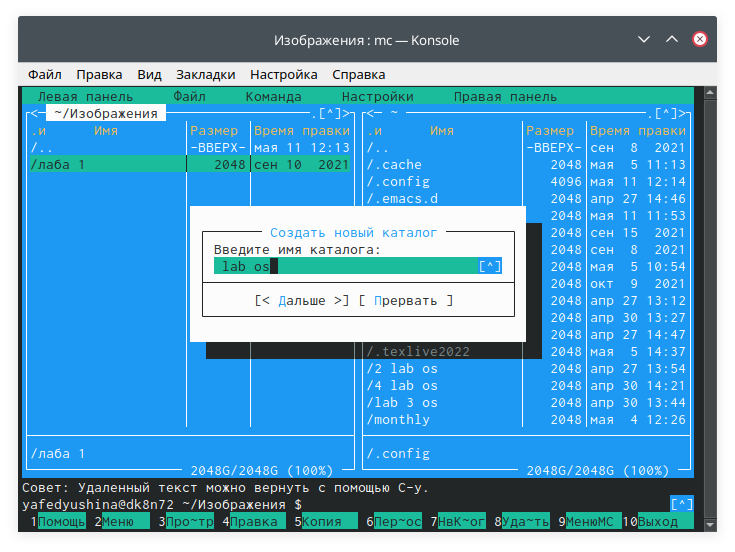 Изображения : mc — Konsole
Файл Правка Вид Закладки Настройка Справка
Левая панель Файл Команда Настройки Правая панель
<─ ~/Изображения ─.[^]> <─ ~ ─.[^]>
.и Имя Размер Время правки .и Имя Размер Время правки
/.. -ВВЕРХ- мая 11 12:13 /.. -ВВЕРХ- сен 8 2021
/лаба 1 2048 сен 10 2021 /.cache 2048 мая 5 11:13
/.config 4096 мая 11 12:14
/.emacs.d 2048 апр 27 14:46
2048 мая 11 11:53
Создать новый каталог 2048 сен 15 2021
Введите имя каталога: 2048 сен 8 2021
lab os [^] 2048 мая 5 10:54
2048 окт 9 2021
[< Дальше >] [ Прервать ] 2048 апр 27 13:12
2048 апр 30 13:27
2048 апр 27 14:47
/.texlive2022 2048 мая 5 14:37
/2 lab os 2048 апр 27 13:54
/4 lab os 2048 апр 30 14:21
/lab 3 os 2048 апр 30 13:44
/monthly 2048 мая 4 12:26
/лаба 1 /.config
2048G/2048G (100%) 2048G/2048G (100%)
Совет: Удаленный текст можно вернуть с помощью C-y.
yafedyushina@dk8n72 ~/Изображения $ [^]
1Помощь 2Меню 3Про~тр 4Правка 5Копия 6Пер~ос 7НвК~ог 8Уда~ть 9МенюMC 10Выход